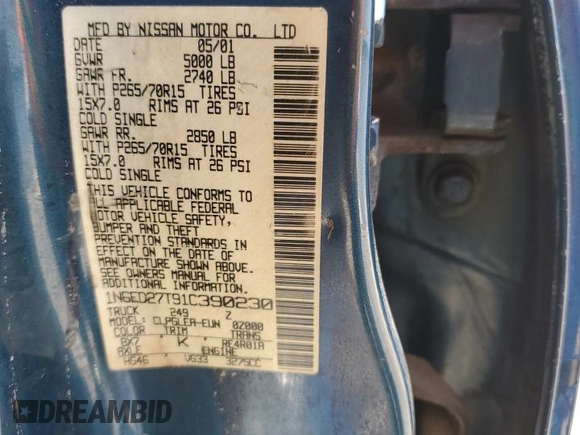 MFD BY NISSAN MOTOR CO., LTD
DATE 05/01
GVWR 5000 LB
GAWR FR. 2740 LB
WITH P265/70R15 TIRES
15X7.0 RIMS AT 26 PSI
COLD SINGLE
GAWR RR. 2850 LB
WITH P265/70R15 TIRES
15X7.0 RIMS AT 26 PSI
COLD SINGLE
THIS VEHICLE CONFORMS TO
ALL APPLICABLE FEDERAL
MOTOR VEHICLE SAFETY,
BUMPER AND THEFT
PREVENTION STANDARDS IN
EFFECT ON THE DATE OF
MANUFACTURE SHOWN ABOVE.
SEE OWNERS MANUAL FOR
ADDITIONAL INFORMATION.
1N6ED27T91C390230
TRUCK 249
MODEL: CLPGLEA-EUN 0Z000
COLOR TRIM TRANS
BX7 K RE4R01A
AXLE ENGINE
HS46 VG33 3275CC
DREAMBID